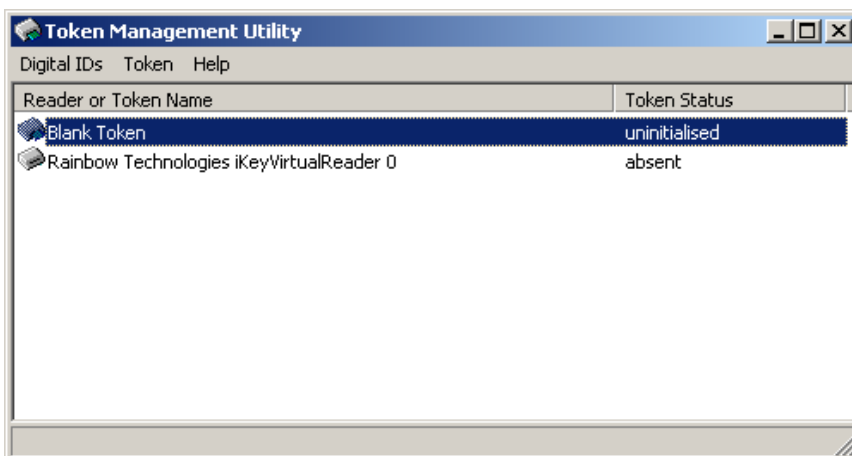 Token Management Utility
Digital IDs Token Help
Reader or Token Name Token Status
Blank Token uninitialised
Rainbow Technologies iKeyVirtualReader 0 absent